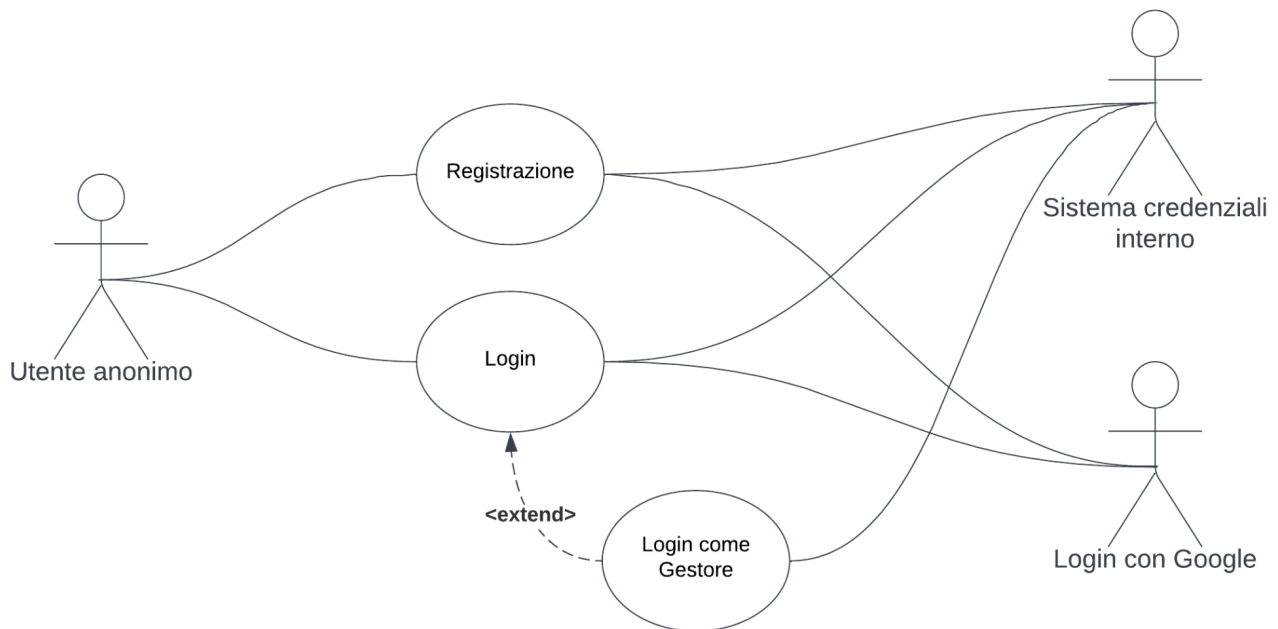 Registrazione
Sistema credenziali
interno
Login
Utente anonimo
<extend>
Login come
Gestore
Login con Google